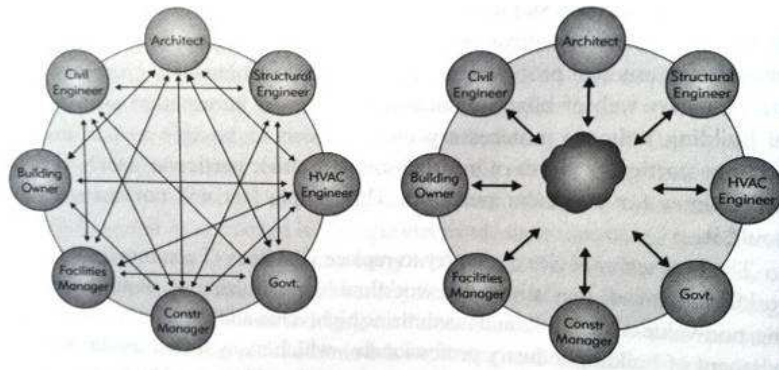 Architect
Civil
Engineer
Structural
Engineer
Building
Owner
HVAC
Engineer
Facilities
Manager
Govt.
Constr
Manager
Architect
Civil
Engineer
Structural
Engineer
Building
Owner
HVAC
Engineer
Facilities
Manager
Govt.
Constr
Manager